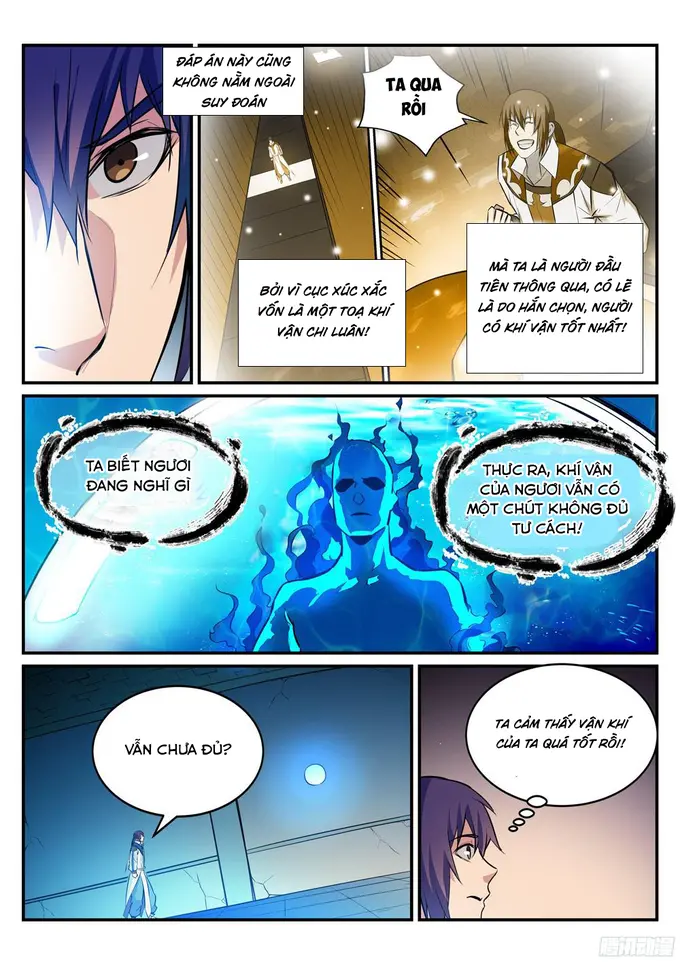 ĐÁP ÁN NÀY CŨNG
KHÔNG NẰM NGOÀI
SUY ĐOÁN
TA QUA
RỒI
BỞI VÌ CỤC XÚC XẮC
VỐN LÀ MỘT TOẠ KHÍ
VẬN CHI LUÂN!
MÀ TA LÀ NGƯỜI ĐẦU
TIÊN THÔNG QUA, CÓ LẼ
LÀ DO HẮN CHỌN, NGƯỜI
CÓ KHÍ VẬN TỐT NHẤT!
TA BIẾT NGƯƠI
ĐANG NGHĨ GÌ
THỰC RA, KHÍ VẬN
CỦA NGƯƠI VẪN CÓ
MỘT CHÚT KHÔNG ĐỦ
TƯ CÁCH!
VẪN CHƯA ĐỦ?
TA CẢM THẤY VẬN KHÍ
CỦA TA QUÁ TỐT RỒI!
腾讯动漫